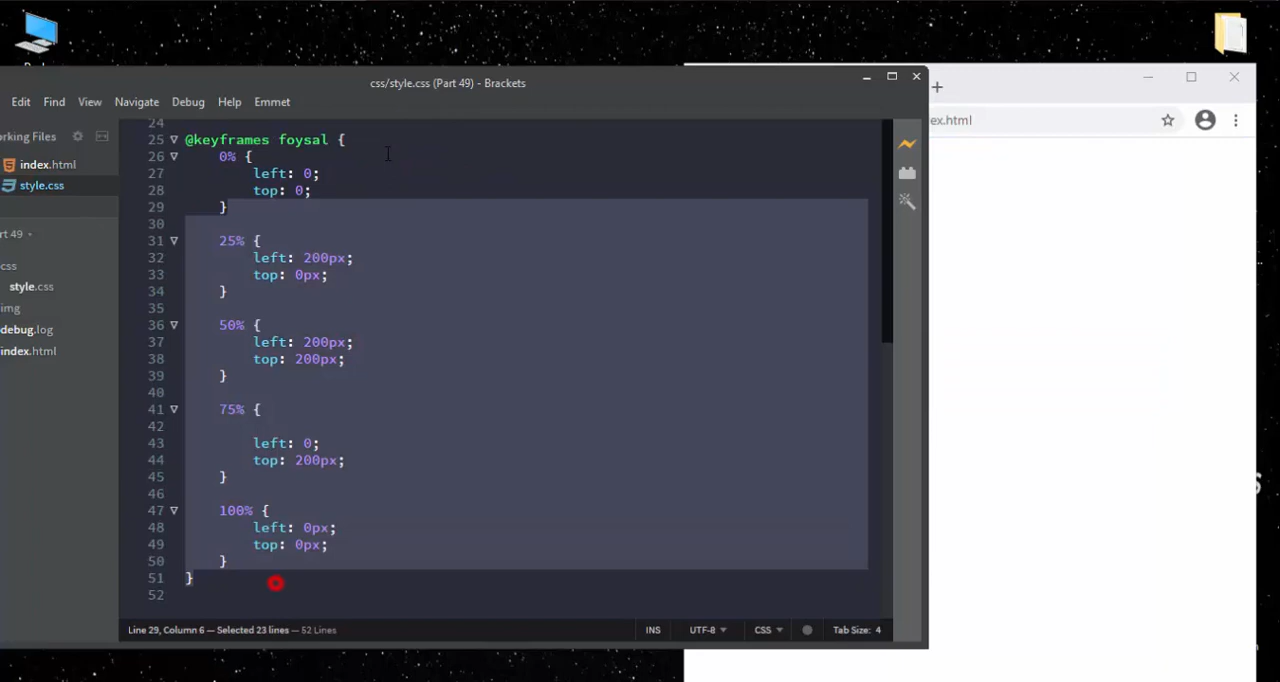 css/style.css (Part 49) - Brackets
Edit Find View Navigate Debug Help Emmet
rking Files
index.html
style.css
rt 49
css
style.css
img
debug.log
index.html
ex.html
24
25 @keyframes foysal {
26 0% {
27 left: 0;
28 top: 0;
29 }
30
31 25% {
32 left: 200px;
33 top: 0px;
34 }
35
36 50% {
37 left: 200px;
38 top: 200px;
39 }
40
41 75% {
42
43 left: 0;
44 top: 200px;
45 }
46
47 100% {
48 left: 0px;
49 top: 0px;
50 }
51 }
52
Line 29, Column 6 — Selected 23 lines — 52 Lines
INS UTF-8 CSS Tab Size: 4